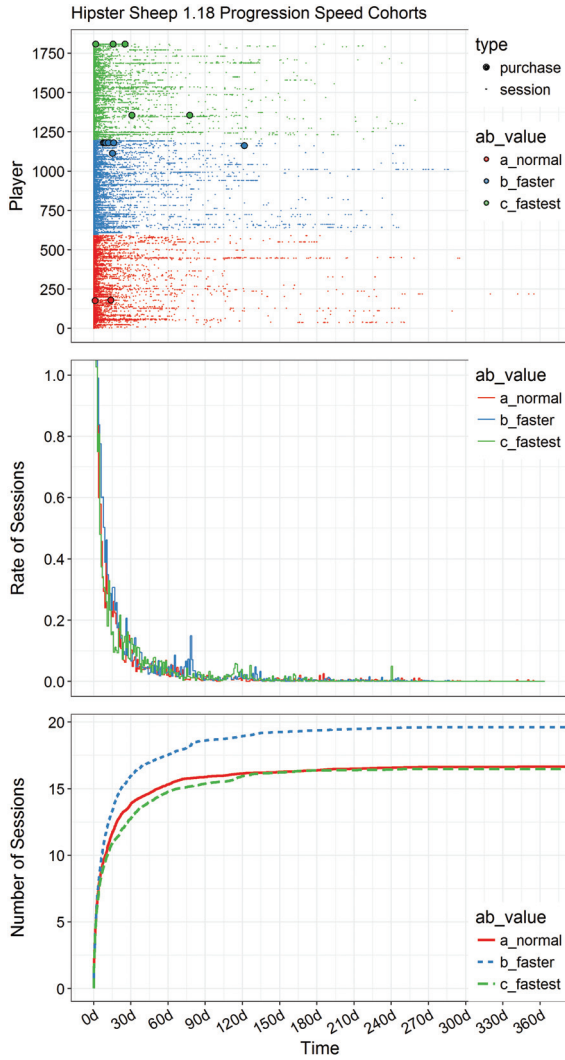 Hipster Sheep 1.18 Progression Speed Cohorts
Player
1750
1500
1250
1000
750
500
250
0
type
purchase
session
ab_value
a_normal
b_faster
c_fastest
Rate of Sessions
1.0
0.8
0.6
0.4
0.2
0.0
ab_value
a_normal
b_faster
c_fastest
Number of Sessions
20
15
10
5
0
ab_value
a_normal
b_faster
c_fastest
0d 30d 60d 90d 120d 150d 180d 210d 240d 270d 300d 330d 360d
Time